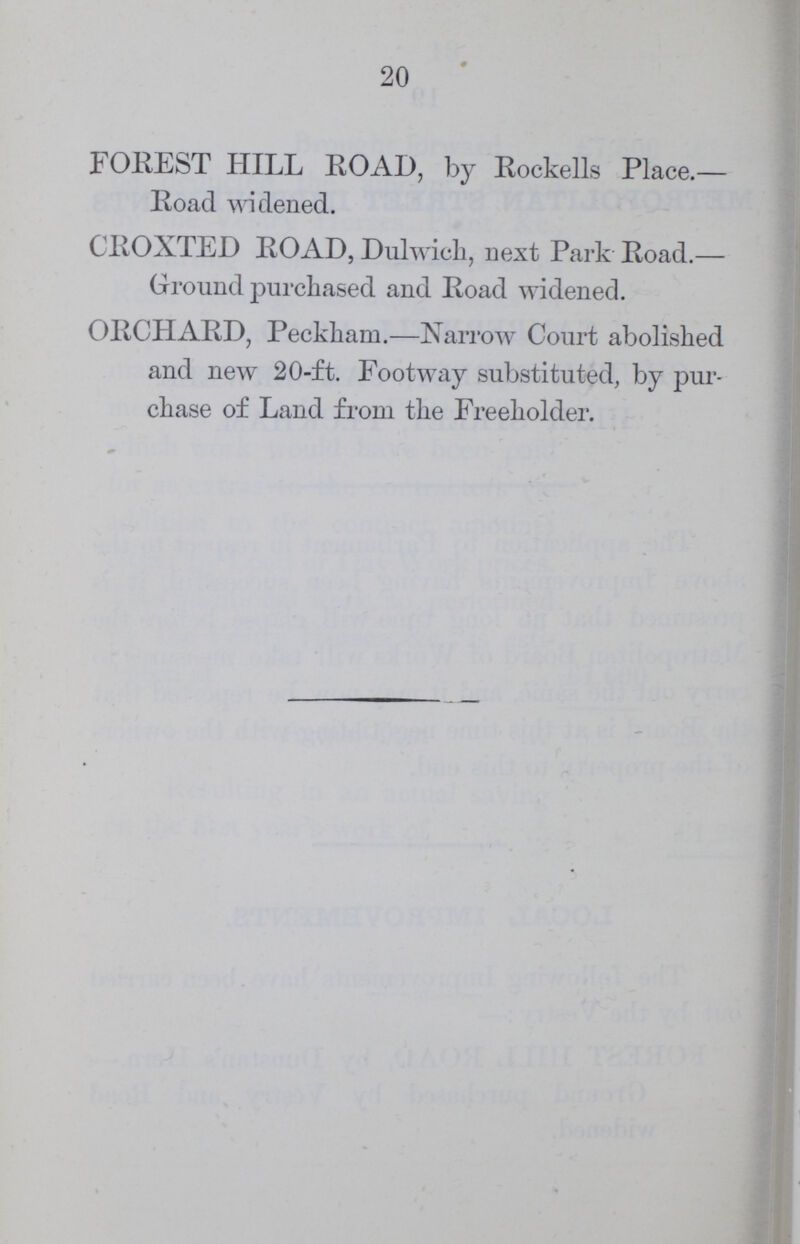 20
FOREST HILL ROAD, by Rockells Place.—
Road widened.
CROXTED ROAD, Dulwich, next Park Road.—
Ground purchased and Road widened.
ORCHARD, Peckham.—Narrow Court abolished
and new 20-ft. Footway substituted, by pur-
chase of Land from the Freeholder.